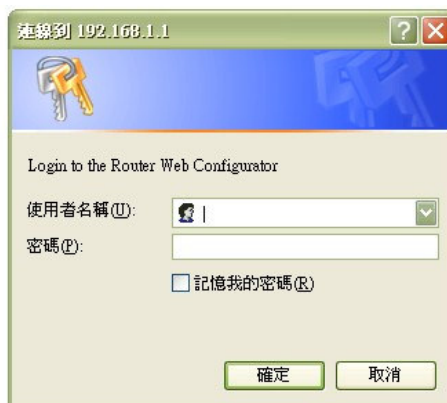 連線到 192.168.1.1
Login to the Router Web Configurator
使用者名稱(U):
密碼(P):
記憶我的密碼(R)
確定 取消